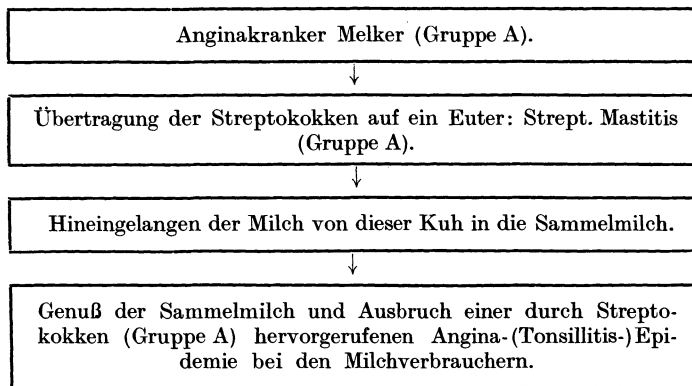 Anginakranker Melker (Gruppe A).
↓
Übertragung der Streptokokken auf ein Euter: Strept. Mastitis
(Gruppe A).
↓
Hineingelangen der Milch von dieser Kuh in die Sammelmilch.
↓
Genuß der Sammelmilch und Ausbruch einer durch Strepto-
kokken (Gruppe A) hervorgerufenen Angina-(Tonsillitis-)Epi-
demie bei den Milchverbrauchern.